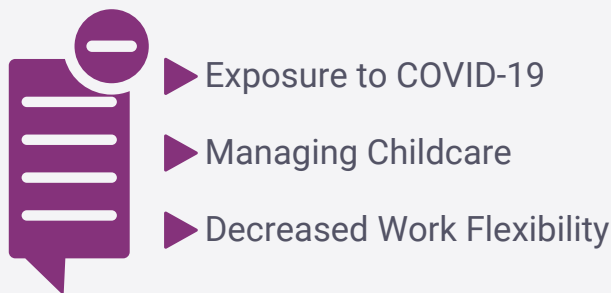 Exposure to COVID-19
Managing Childcare
Decreased Work Flexibility